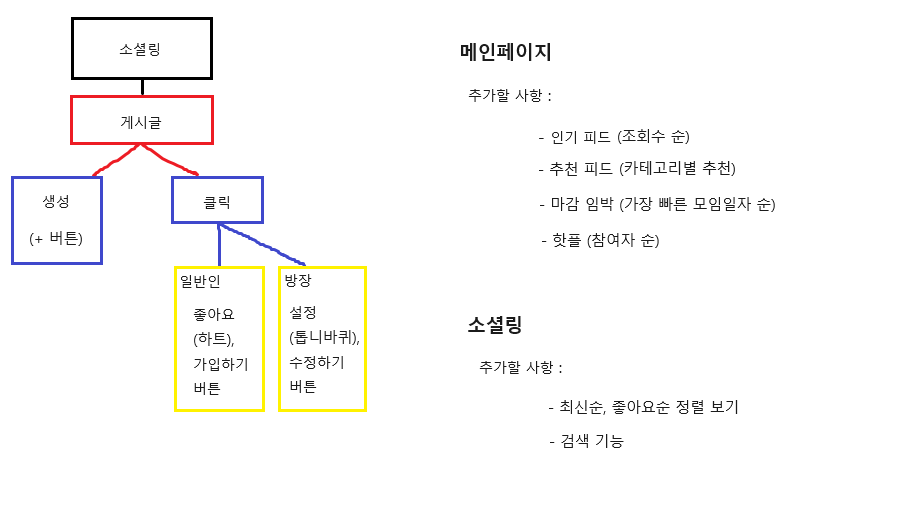 소셜링
게시글
생성
(+ 버튼)
클릭
일반인
좋아요
(하트),
가입하기
버튼
방장
설정
(톱니바퀴),
수정하기
버튼
메인페이지
추가할 사항 :
- 인기 피드 (조회수 순)
- 추천 피드 (카테고리별 추천)
- 마감 임박 (가장 빠른 모임일자 순)
- 핫플 (참여자 순)
소셜링
추가할 사항 :
- 최신순, 좋아요순 정렬 보기
- 검색 기능